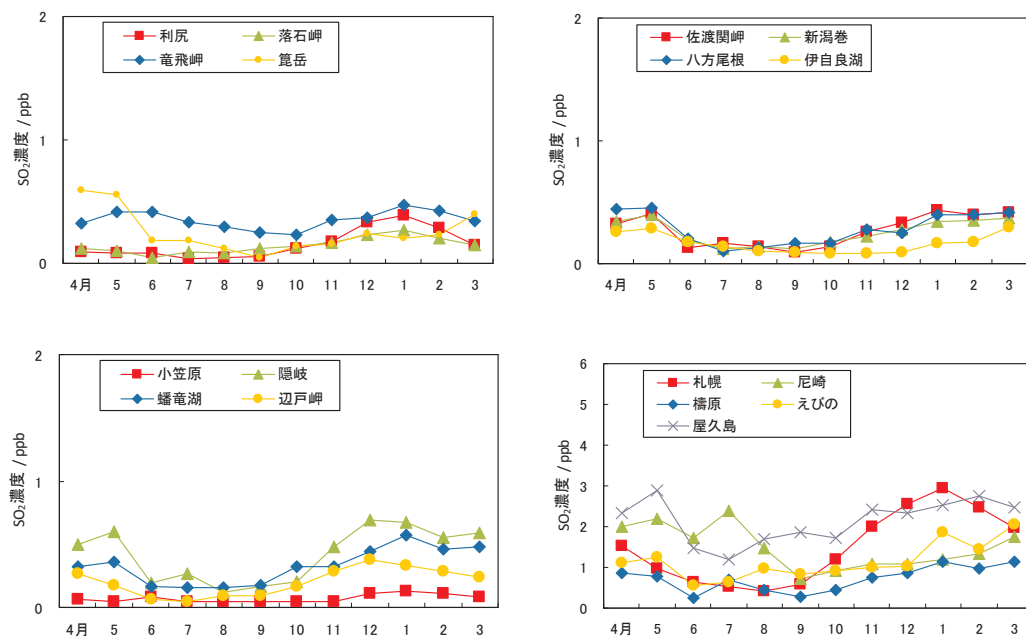 2
1
0
SO₂濃度 / ppb
利尻 落石岬
竜飛岬 箟岳
4月 5 6 7 8 9 10 11 12 1 2 3
2
1
0
SO₂濃度 / ppb
佐渡関岬 新潟巻
八方尾根 伊自良湖
4月 5 6 7 8 9 10 11 12 1 2 3
2
1
0
SO₂濃度 / ppb
小笠原 隠岐
蟠竜湖 辺戸岬
4月 5 6 7 8 9 10 11 12 1 2 3
6
5
4
3
2
1
0
SO₂濃度 / ppb
札幌 尼崎
檮原 えびの
屋久島
4月 5 6 7 8 9 10 11 12 1 2 3